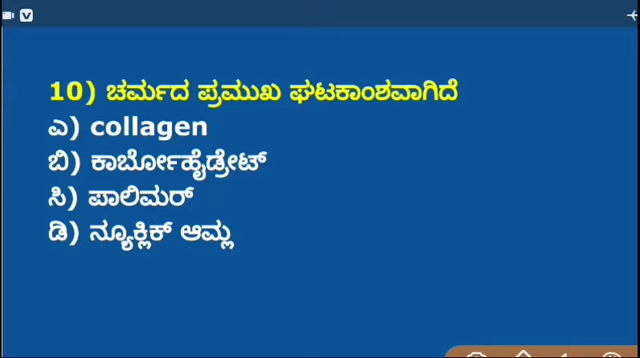 10) ಚರ್ಮದ ಪ್ರಮುಖ ಘಟಕಾಂಶವಾಗಿದೆ
ಎ) collagen
ಬಿ) ಕಾರ್ಬೋಹೈಡ್ರೇಟ್
ಸಿ) ಪಾಲಿಮರ್
ಡಿ) ನ್ಯೂಕ್ಲಿಕ್ ಆಮ್ಲ